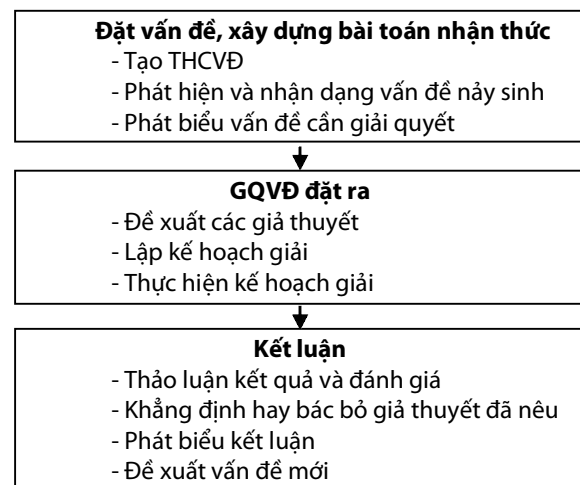 Đặt vấn đề, xây dựng bài toán nhận thức
- Tạo THCVĐ
- Phát hiện và nhận dạng vấn đề nảy sinh
- Phát biểu vấn đề cần giải quyết
GQVĐ đặt ra
- Đề xuất các giả thuyết
- Lập kế hoạch giải
- Thực hiện kế hoạch giải
Kết luận
- Thảo luận kết quả và đánh giá
- Khẳng định hay bác bỏ giả thuyết đã nêu
- Phát biểu kết luận
- Đề xuất vấn đề mới